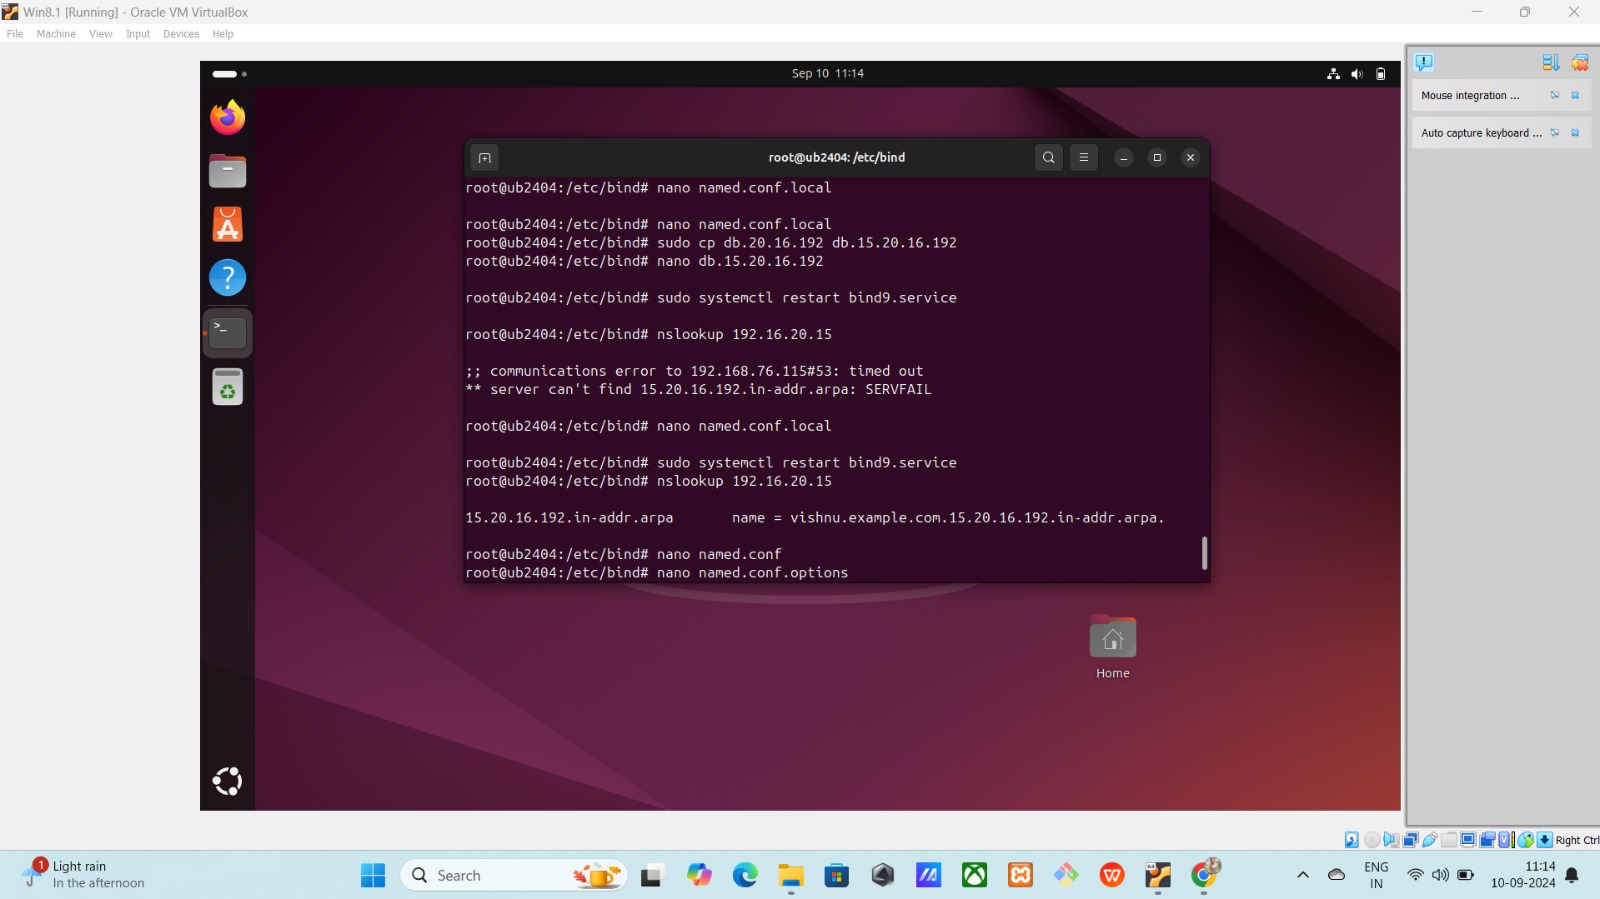 Win8.1 [Running] - Oracle VM VirtualBox
File Machine View Input Devices Help
Sep 10 11:14
Mouse integration ...
Auto capture keyboard ...
root@ub2404: /etc/bind
root@ub2404:/etc/bind# nano named.conf.local
root@ub2404:/etc/bind# nano named.conf.local
root@ub2404:/etc/bind# sudo cp db.20.16.192 db.15.20.16.192
root@ub2404:/etc/bind# nano db.15.20.16.192
root@ub2404:/etc/bind# sudo systemctl restart bind9.service
root@ub2404:/etc/bind# nslookup 192.16.20.15
;; communications error to 192.168.76.115#53: timed out
** server can't find 15.20.16.192.in-addr.arpa: SERVFAIL
root@ub2404:/etc/bind# nano named.conf.local
root@ub2404:/etc/bind# sudo systemctl restart bind9.service
root@ub2404:/etc/bind# nslookup 192.16.20.15
15.20.16.192.in-addr.arpa name = vishnu.example.com.15.20.16.192.in-addr.arpa.
root@ub2404:/etc/bind# nano named.conf
root@ub2404:/etc/bind# nano named.conf.options
Home
Right Ctrl
1
Light rain
In the afternoon
Search
ENG
IN
11:14
10-09-2024